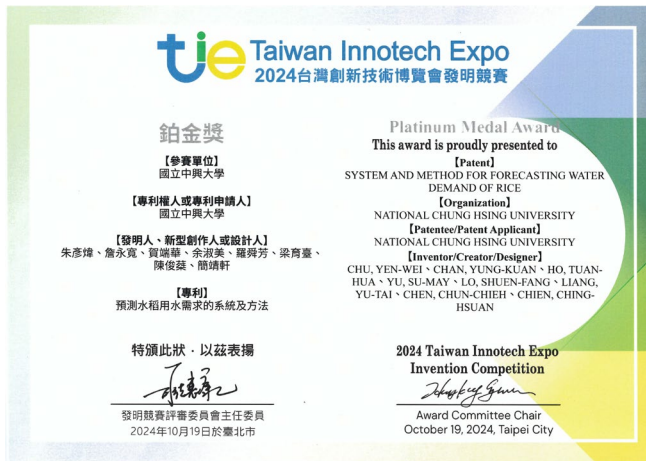 tie Taiwan Innotech Expo
2024台灣創新技術博覽會發明競賽
鉑金獎
【參賽單位】
國立中興大學
【專利權人或專利申請人】
國立中興大學
【發明人、新型創作人或設計人】
朱彥煒、詹永寬、賀端華、余淑美、羅舜芳、梁育臺、
陳俊蓁、簡靖軒
【專利】
預測水稻用水需求的系統及方法
特頒此狀．以茲表揚
發明競賽評審委員會主任委員
2024年10月19日於臺北市
Platinum Medal Award
This award is proudly presented to
【Patent】
SYSTEM AND METHOD FOR FORECASTING WATER
DEMAND OF RICE
【Organization】
NATIONAL CHUNG HSING UNIVERSITY
【Patentee/Patent Applicant】
NATIONAL CHUNG HSING UNIVERSITY
【Inventor/Creator/Designer】
CHU, YEN-WEI、CHAN, YUNG-KUAN、HO, TUAN-
HUA、YU, SU-MAY、LO, SHUEN-FANG、LIANG,
YU-TAI、CHEN, CHUN-CHIEH、CHIEN, CHING-
HSUAN
2024 Taiwan Innotech Expo
Invention Competition
Award Committee Chair
October 19, 2024, Taipei City